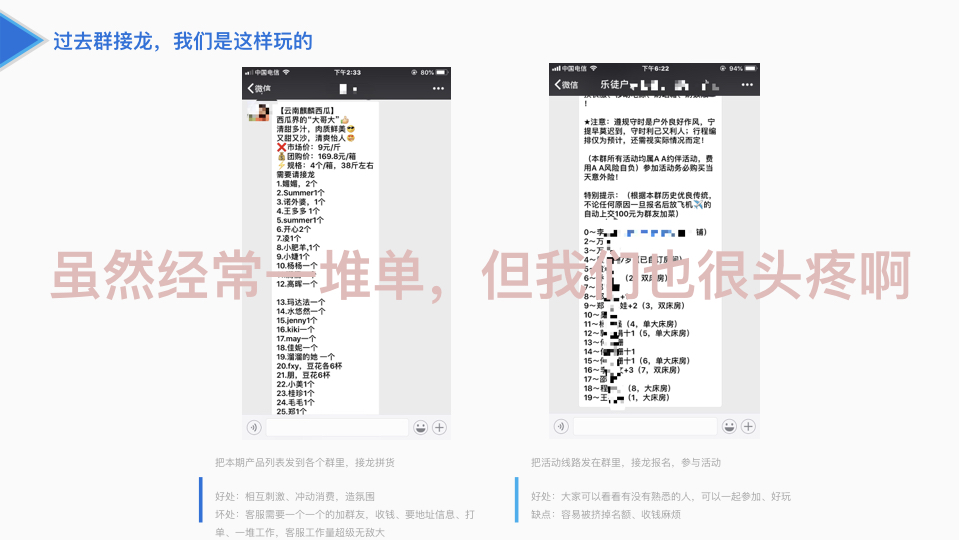 过去群接龙，我们是这样玩的
中国电信
下午2:33
80%
微信
【云南麒麟西瓜】
西瓜界的“大哥大”👍
清甜多汁，肉质鲜美😎
又甜又沙，清爽怡人
❌市场价：9元/斤
💰团购价：169.8元/箱
⚡规格：4个/箱，38斤左右
需要请接龙
1.媚媚，2个
2.Summer1个
3.诺外婆，1个
4.王多多 1个
5.summer1个
6.开心2个
7.凌1个
8.小肥羊,1个
9.小婕1个
10.杨杨一个
12.高晖一个
13.玛达法一个
14.水悠然一个
15.jenny1个
16.kiki一个
17.may一个
18.佳妮一个
19.溜溜的她 一个
20.fxy，豆花各6杯
21.朋，豆花6杯
22.小美1个
23.桂珍1个
24.毛毛1个
25.郑1个
中国电信
下午6:22
94%
微信
乐徒户
！
★注意：遵规守时是户外良好作风，宁
提早莫迟到，守时利己又利人；行程编
排仅为预计，还需视实际情况而定！
（本群所有活动均属A A约伴活动，费
用A A风险自负）参加活动务必购买当
天意外险！
特别提示：（根据本群历史优良传统，
不论任何原因一旦报名后放飞机✈的
自动上交100元为群友加菜）
0～李 铺）
2～万
3～万
4～
6～ （2，双床房）
7～
8～ +1
9～郑 娃+2（3，双床房）
10～
11～ （4，单大床房）
12～ 十1（5，单大床房）
13～
14～ 十1
15～ 十1（6，单大床房）
16～ +3（7，双床房）
17～邵
18～程 （8，大床房）
19～王 （1，大床房）
虽然经常一堆单，但我们也很头疼啊
把本期产品列表发到各个群里，接龙拼货
好处：相互刺激、冲动消费，造氛围
坏处：客服需要一个一个的加群友，收钱、要地址信息、打
单、一堆工作，客服工作量超级无敌大
把活动线路发在群里，接龙报名，参与活动
好处：大家可以看看有没有熟悉的人，可以一起参加、好玩
缺点：容易被挤掉名额、收钱麻烦